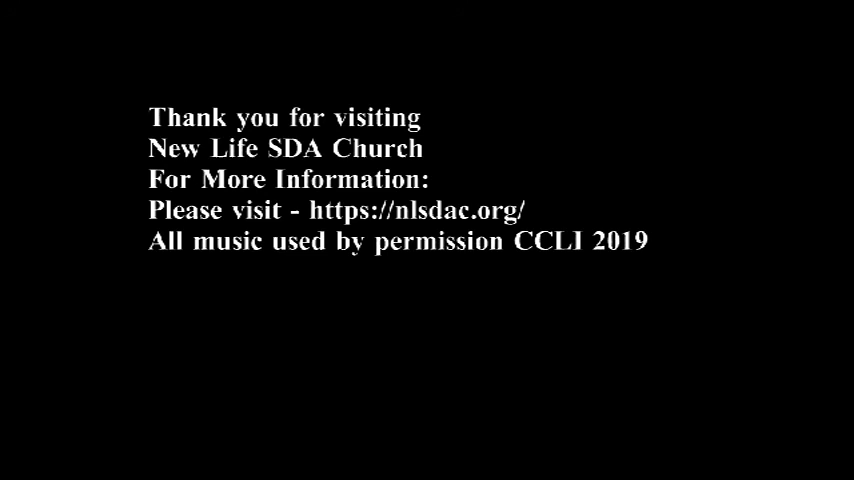 Thank you for visiting
New Life SDA Church
For More Information:
Please visit - https://nlsdac.org/
All music used by permission CCLI 2019